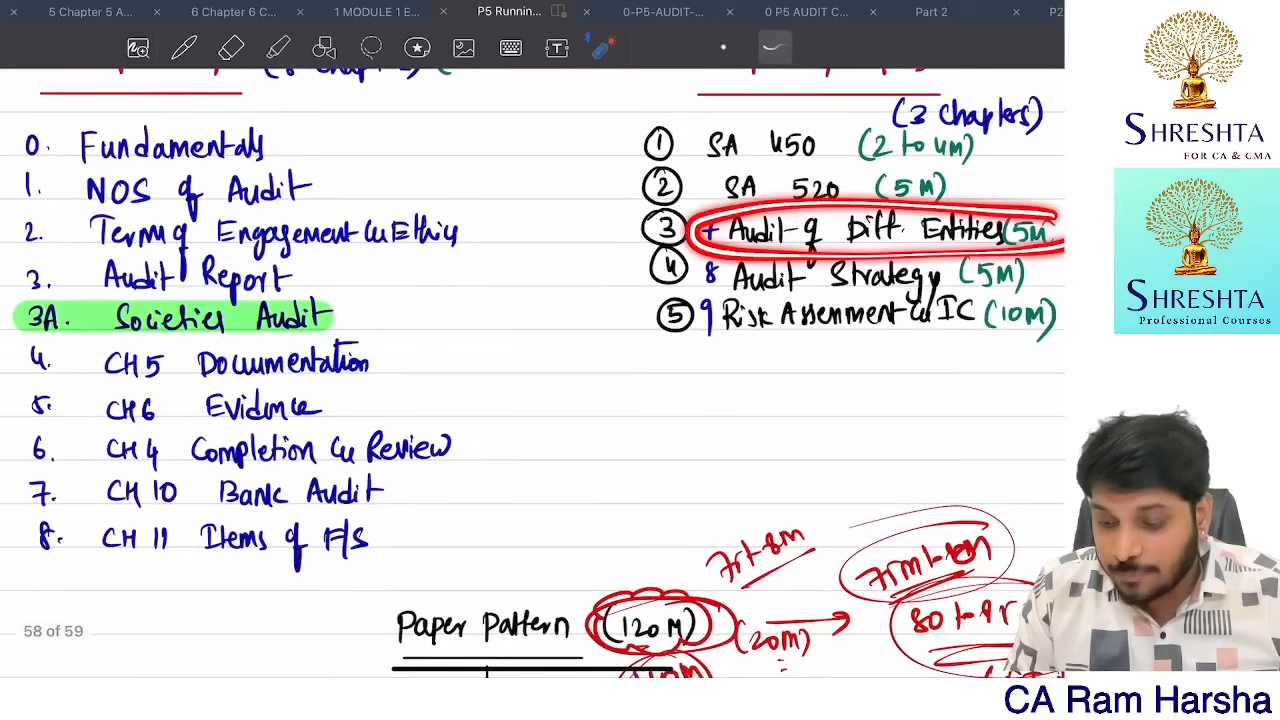 5 Chapter 5 A...
6 Chapter 6 C...
1 MODULE 1 E...
P5 Runnin...
0-P5-AUDIT-...
0 P5 AUDIT C...
Part 2
P2
(3 Chapters)
0. Fundamentals
1. NOS of Audit
2. Terms of Engagement & Ethics
3. Audit Report
3A. Societies Audit
4. CH 5 Documentation
5. CH 6 Evidence
6. CH 4 Completion & Review
7. CH 10 Bank Audit
8. CH 11 Items of F/S
① SA 450 (2 to 4M)
② SA 520 (5M)
③ 7 Audit of Diff. Entities (5M
④ 8 Audit Strategy (5M)
⑤ 9 Risk Assessment & IC (10M)
58 of 59
Paper Pattern (120M)
(20M)
SHRESHTA
FOR CA & CMA
SHRESHTA
Professional Courses
CA Ram Harsha